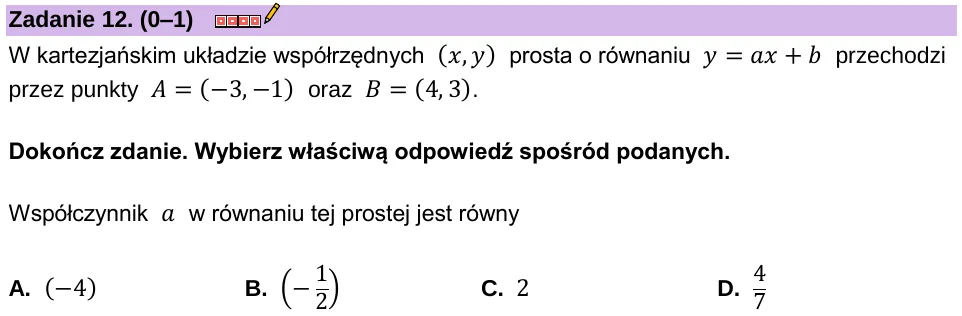 Zadanie 12. (0–1)
W kartezjańskim układzie współrzędnych (x, y) prosta o równaniu y = ax + b przechodzi
przez punkty A = (−3, −1) oraz B = (4, 3).
Dokończ zdanie. Wybierz właściwą odpowiedź spośród podanych.
Współczynnik a w równaniu tej prostej jest równy
A. (−4) B. (−1/2) C. 2 D. 4/7